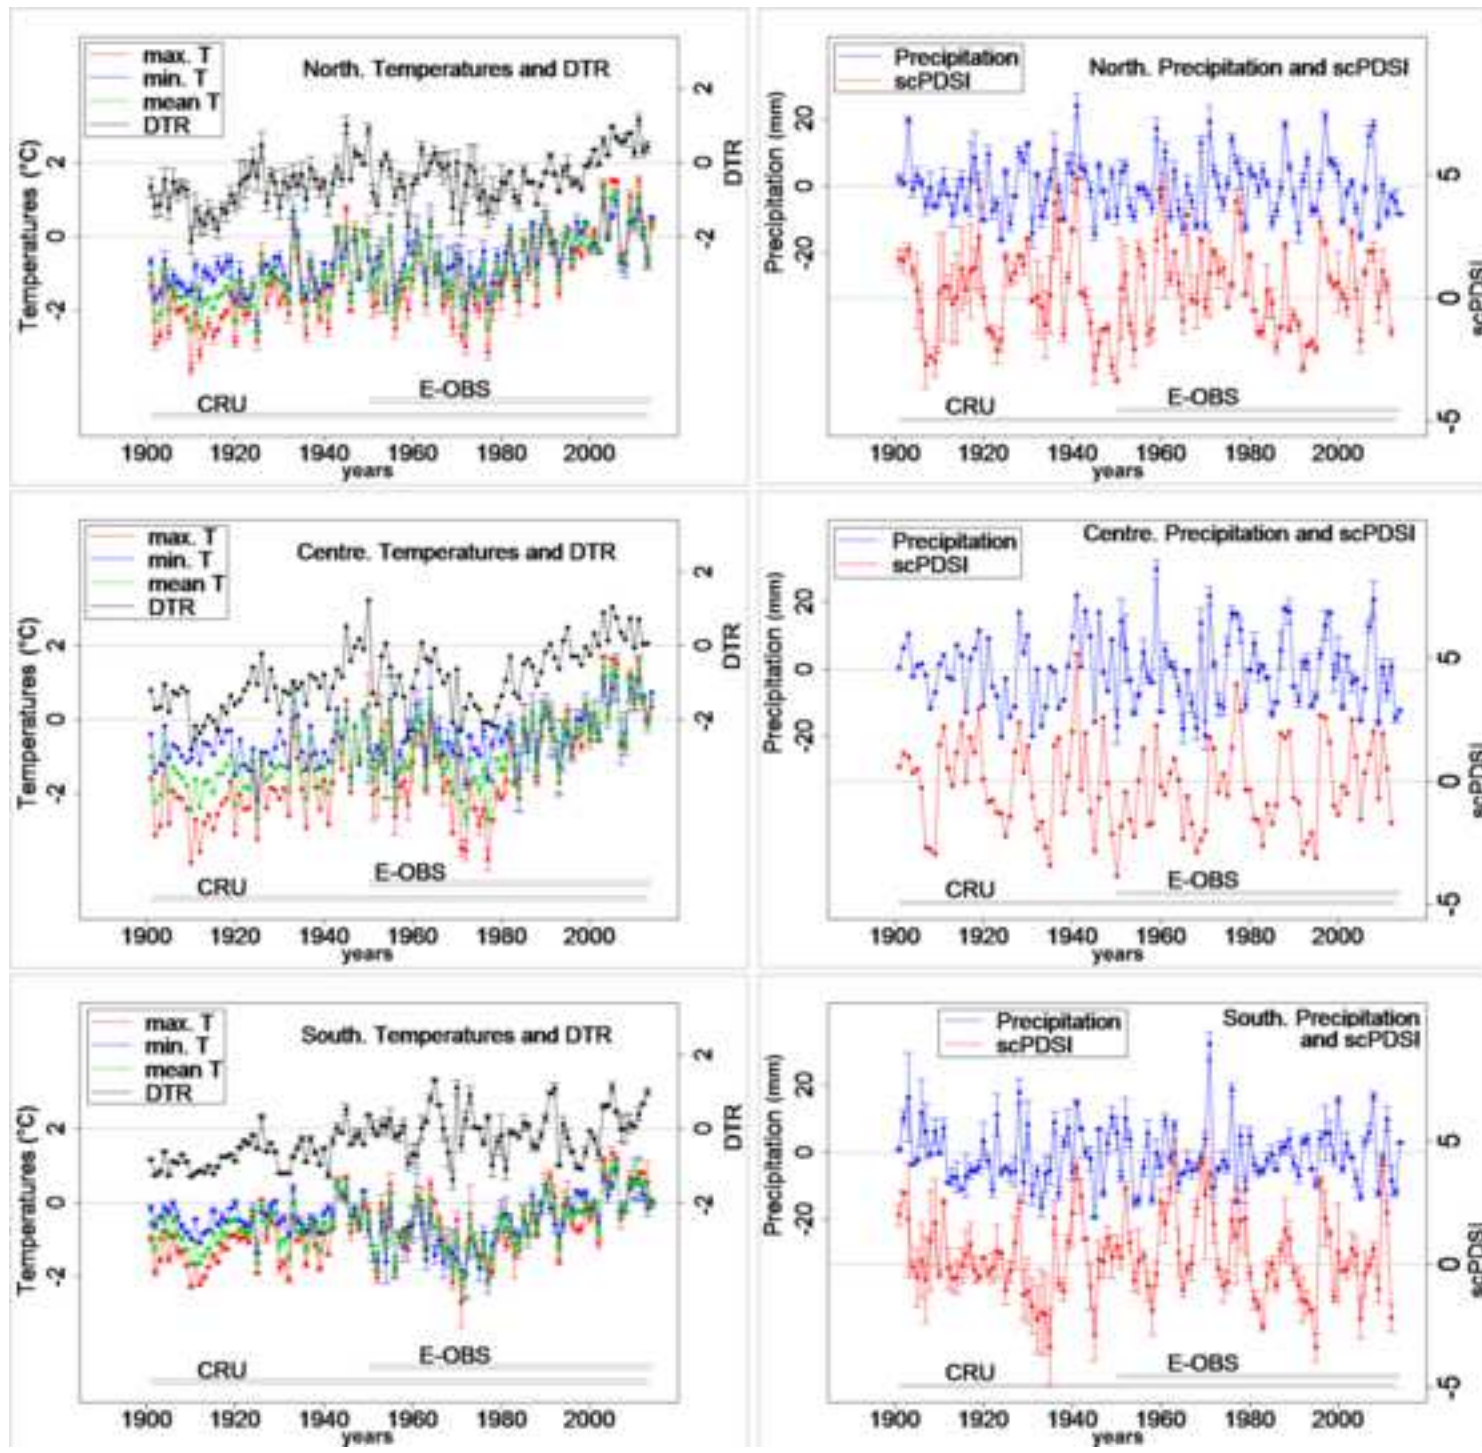 max. T
min. T
mean T
DTR
North. Temperatures and DTR
Temperatures (°C)
2
0
-2
2
0
-2
DTR
E-OBS
CRU
1900 1920 1940 1960 1980 2000
years
Precipitation
scPDSI
North. Precipitation and scPDSI
Precipitation (mm)
20
0
-20
5
0
-5
scPDSI
E-OBS
CRU
1900 1920 1940 1960 1980 2000
years
max. T
min. T
mean T
DTR
Centre. Temperatures and DTR
Temperatures (°C)
2
0
-2
2
0
-2
DTR
E-OBS
CRU
1900 1920 1940 1960 1980 2000
years
Precipitation
scPDSI
Centre. Precipitation and scPDSI
Precipitation (mm)
20
0
-20
5
0
-5
scPDSI
E-OBS
CRU
1900 1920 1940 1960 1980 2000
years
max. T
min. T
mean T
DTR
South. Temperatures and DTR
Temperatures (°C)
2
0
-2
2
0
-2
DTR
E-OBS
CRU
1900 1920 1940 1960 1980 2000
years
Precipitation
scPDSI
South. Precipitation
and scPDSI
Precipitation (mm)
20
0
-20
5
0
-5
scPDSI
E-OBS
CRU
1900 1920 1940 1960 1980 2000
years